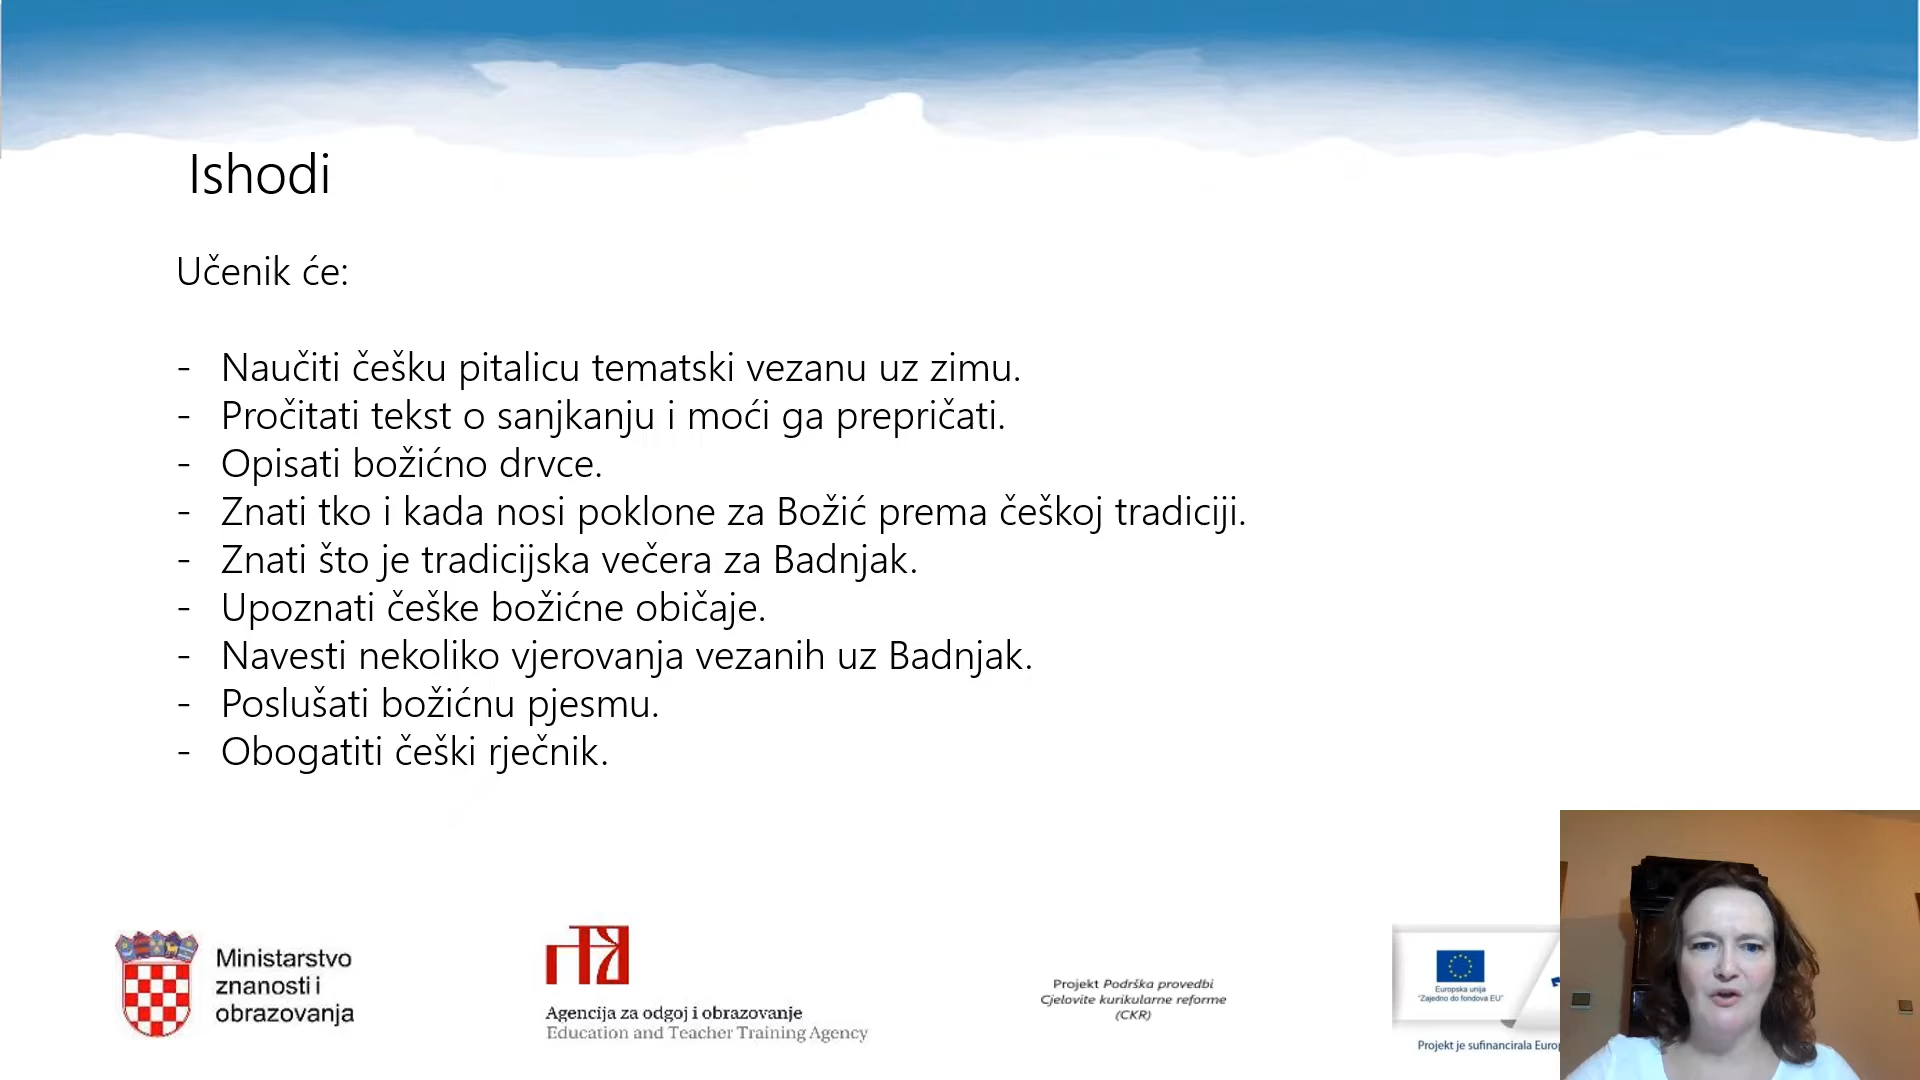 Ishodi
Učenik će:
- Naučiti češku pitalicu tematski vezanu uz zimu.
- Pročitati tekst o sanjkanju i moći ga prepričati.
- Opisati božićno drvce.
- Znati tko i kada nosi poklone za Božić prema češkoj tradiciji.
- Znati što je tradicijska večera za Badnjak.
- Upoznati češke božićne običaje.
- Navesti nekoliko vjerovanja vezanih uz Badnjak.
- Poslušati božićnu pjesmu.
- Obogatiti češki rječnik.
Ministarstvo
znanosti i
obrazovanja
Agencija za odgoj i obrazovanje
Education and Teacher Training Agency
Projekt Podrška provedbi
Cjelovite kurikularne reforme
(CKR)
Europska unija
"Zajedno do fondova EU"
Projekt je sufinancirala